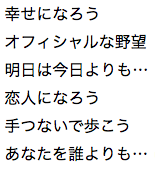 幸せになろう
オフィシャルな野望
明日は今日よりも…
恋人になろう
手つないで歩こう
あなたを誰よりも…